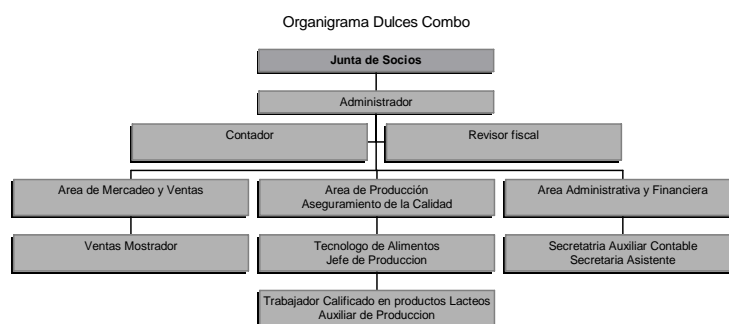 Organigrama Dulces Combo
Junta de Socios
Administrador
Contador
Revisor fiscal
Area de Mercadeo y Ventas
Area de Producción
Aseguramiento de la Calidad
Area Administrativa y Financiera
Ventas Mostrador
Tecnologo de Alimentos
Jefe de Produccion
Secretatria Auxiliar Contable
Secretaria Asistente
Trabajador Calificado en productos Lacteos
Auxiliar de Produccion